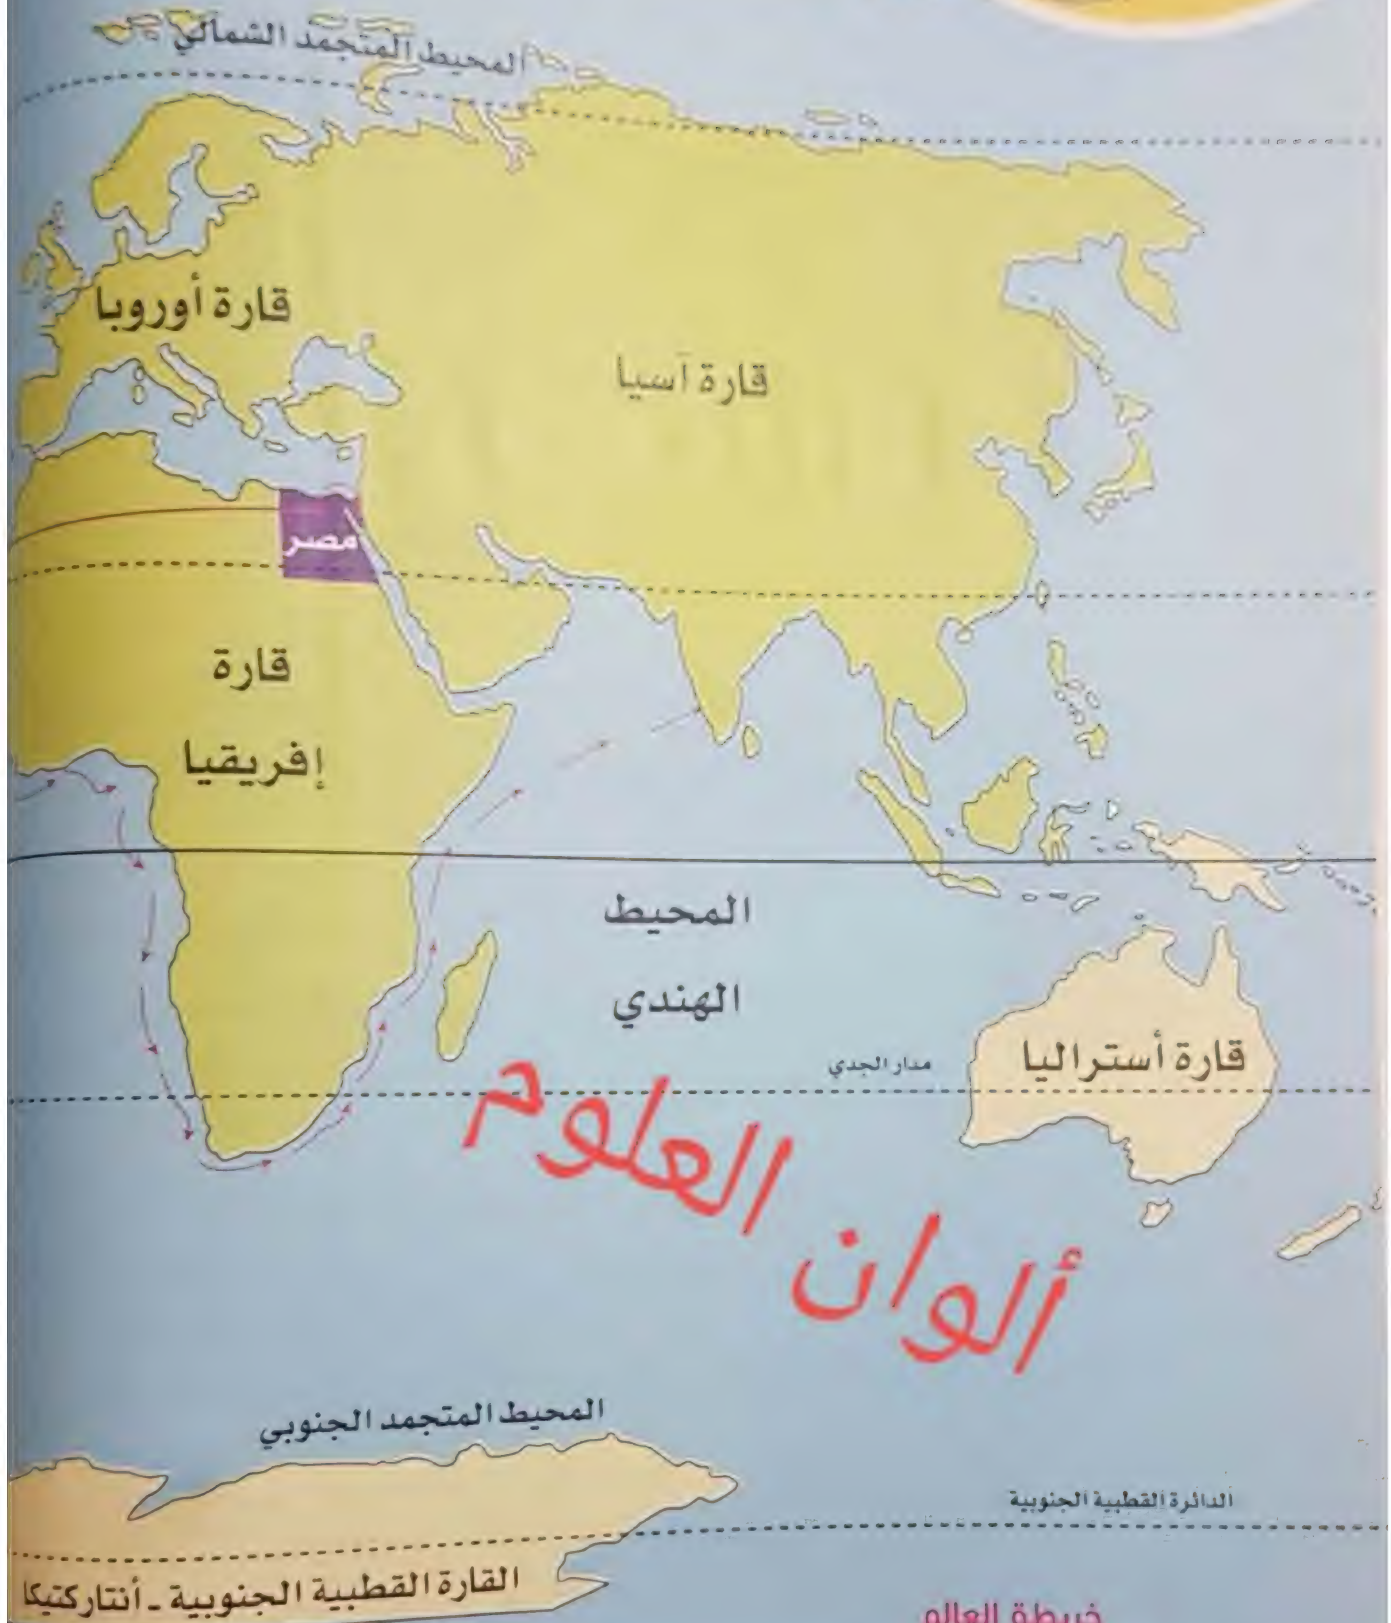 المحيط المتجمد الشمالي
قارة أوروبا
قارة آسيا
مصر
قارة
إفريقيا
المحيط
الهندي
قارة أستراليا
مدار الجدي
ألوان العلوم
المحيط المتجمد الجنوبي
الدائرة القطبية الجنوبية
القارة القطبية الجنوبية - أنتاركتيكا
خريطة العالم